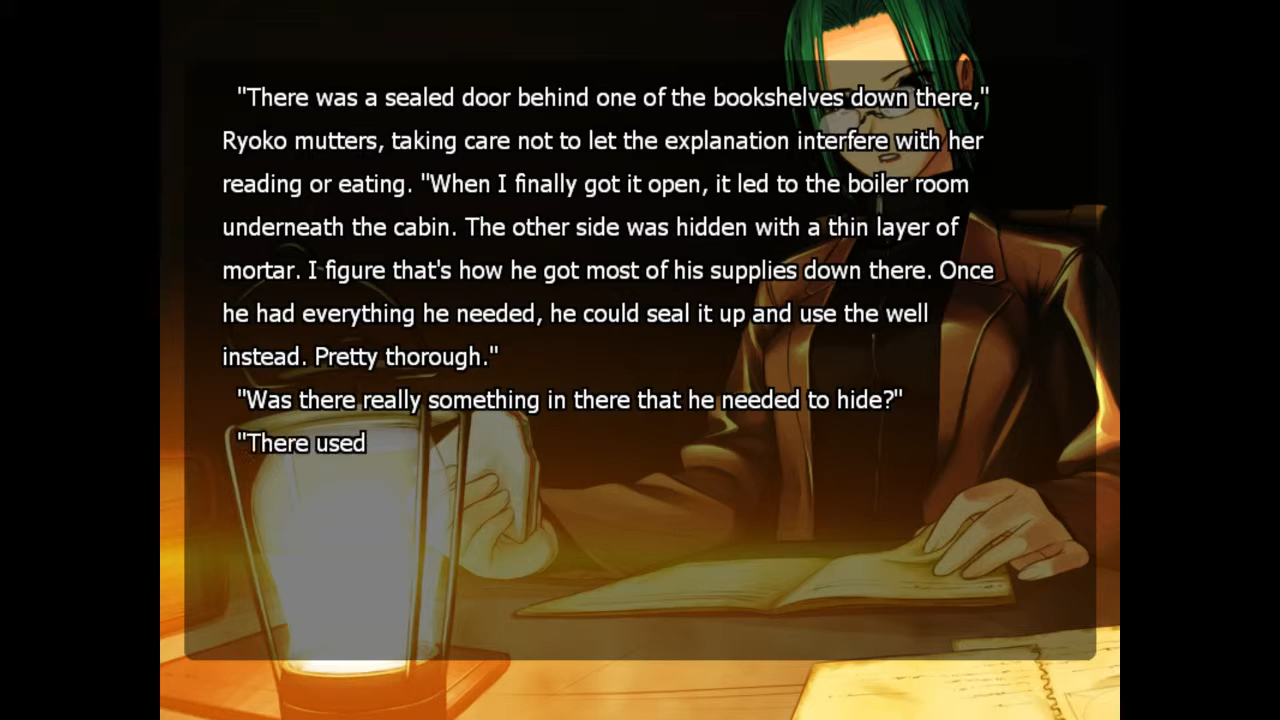 "There was a sealed door behind one of the bookshelves down there,"
Ryoko mutters, taking care not to let the explanation interfere with her
reading or eating. "When I finally got it open, it led to the boiler room
underneath the cabin. The other side was hidden with a thin layer of
mortar. I figure that's how he got most of his supplies down there. Once
he had everything he needed, he could seal it up and use the well
instead. Pretty thorough."
"Was there really something in there that he needed to hide?"
"There used